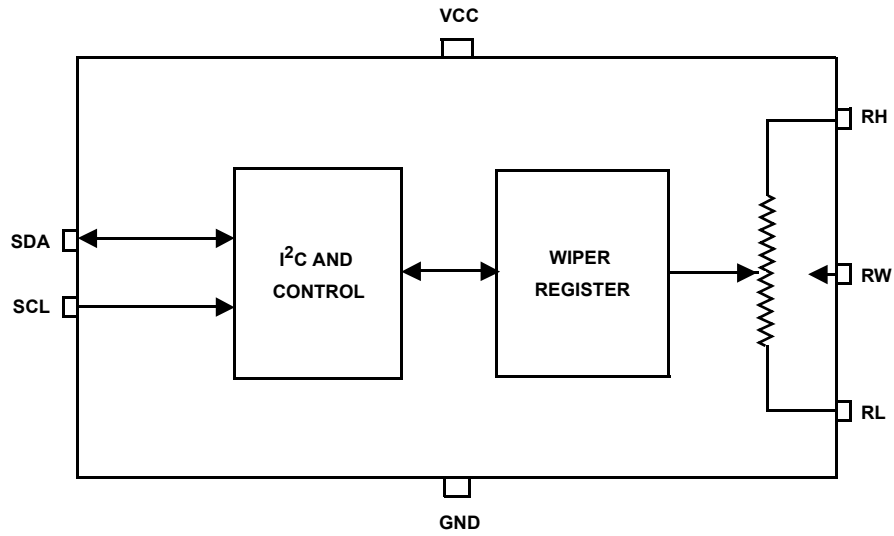 VCC
RH
SDA
I²C AND
CONTROL
WIPER
REGISTER
RW
SCL
RL
GND